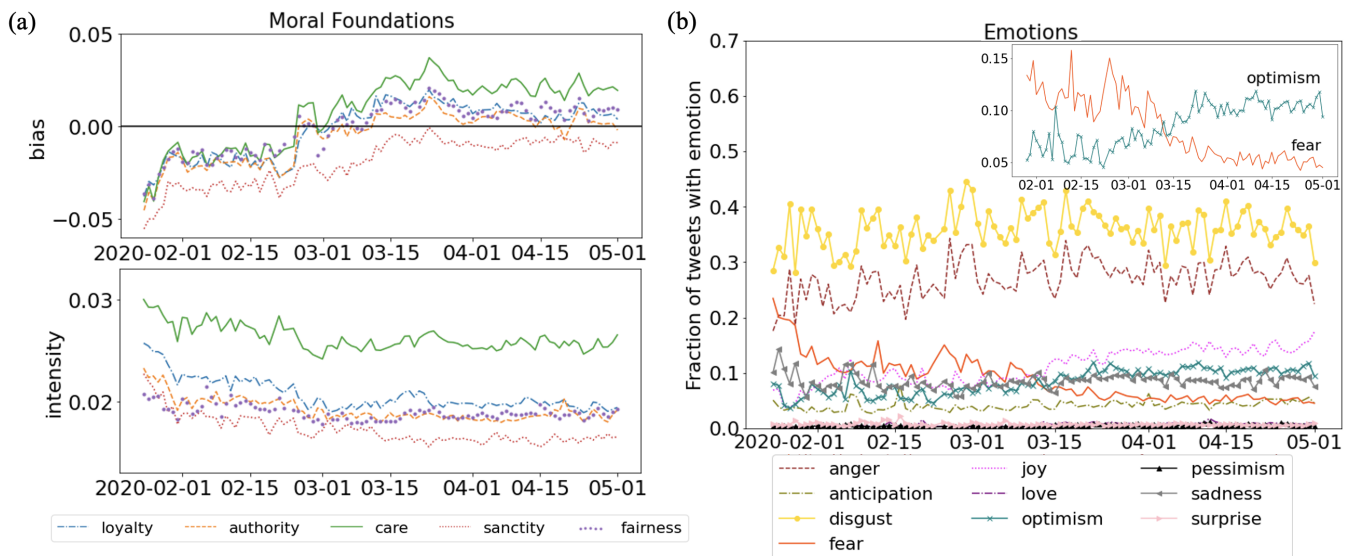 (a)
Moral Foundations
0.05
0.00
−0.05
bias
2020-02-01 02-15 03-01 03-15 04-01 04-15 05-01
0.03
0.02
intensity
2020-02-01 02-15 03-01 03-15 04-01 04-15 05-01
loyalty authority care sanctity fairness
(b)
Emotions
0.7
0.6
0.5
0.4
0.3
0.2
0.1
0.0
Fraction of tweets with emotion
0.15
0.10
0.05
optimism
fear
02-01 02-15 03-01 03-15 04-01 04-15 05-01
2020-02-01 02-15 03-01 03-15 04-01 04-15 05-01
anger joy pessimism
anticipation love sadness
disgust optimism surprise
fear